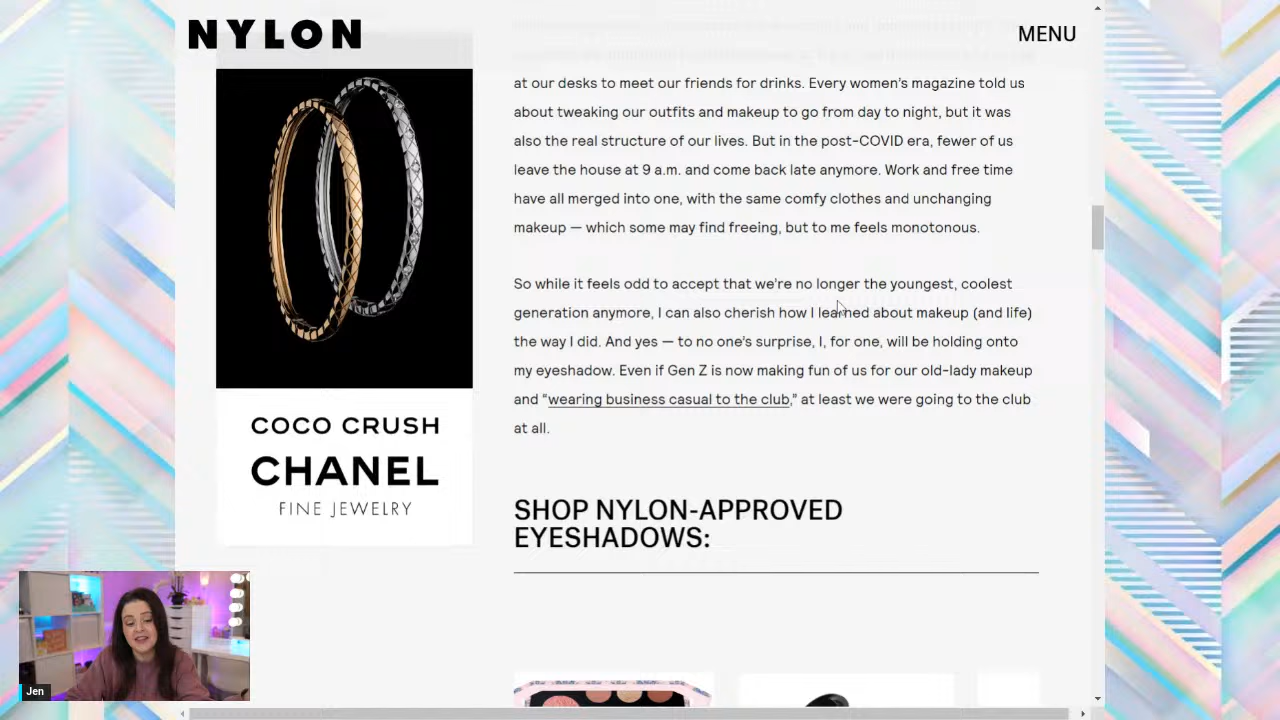 NYLON
MENU
at our desks to meet our friends for drinks. Every women's magazine told us
about tweaking our outfits and makeup to go from day to night, but it was
also the real structure of our lives. But in the post-COVID era, fewer of us
leave the house at 9 a.m. and come back late anymore. Work and free time
have all merged into one, with the same comfy clothes and unchanging
makeup — which some may find freeing, but to me feels monotonous.
So while it feels odd to accept that we're no longer the youngest, coolest
generation anymore, I can also cherish how I learned about makeup (and life)
the way I did. And yes — to no one's surprise, I, for one, will be holding onto
my eyeshadow. Even if Gen Z is now making fun of us for our old-lady makeup
and “wearing business casual to the club,” at least we were going to the club
at all.
COCO CRUSH
CHANEL
FINE JEWELRY
SHOP NYLON-APPROVED
EYESHADOWS:
Jen